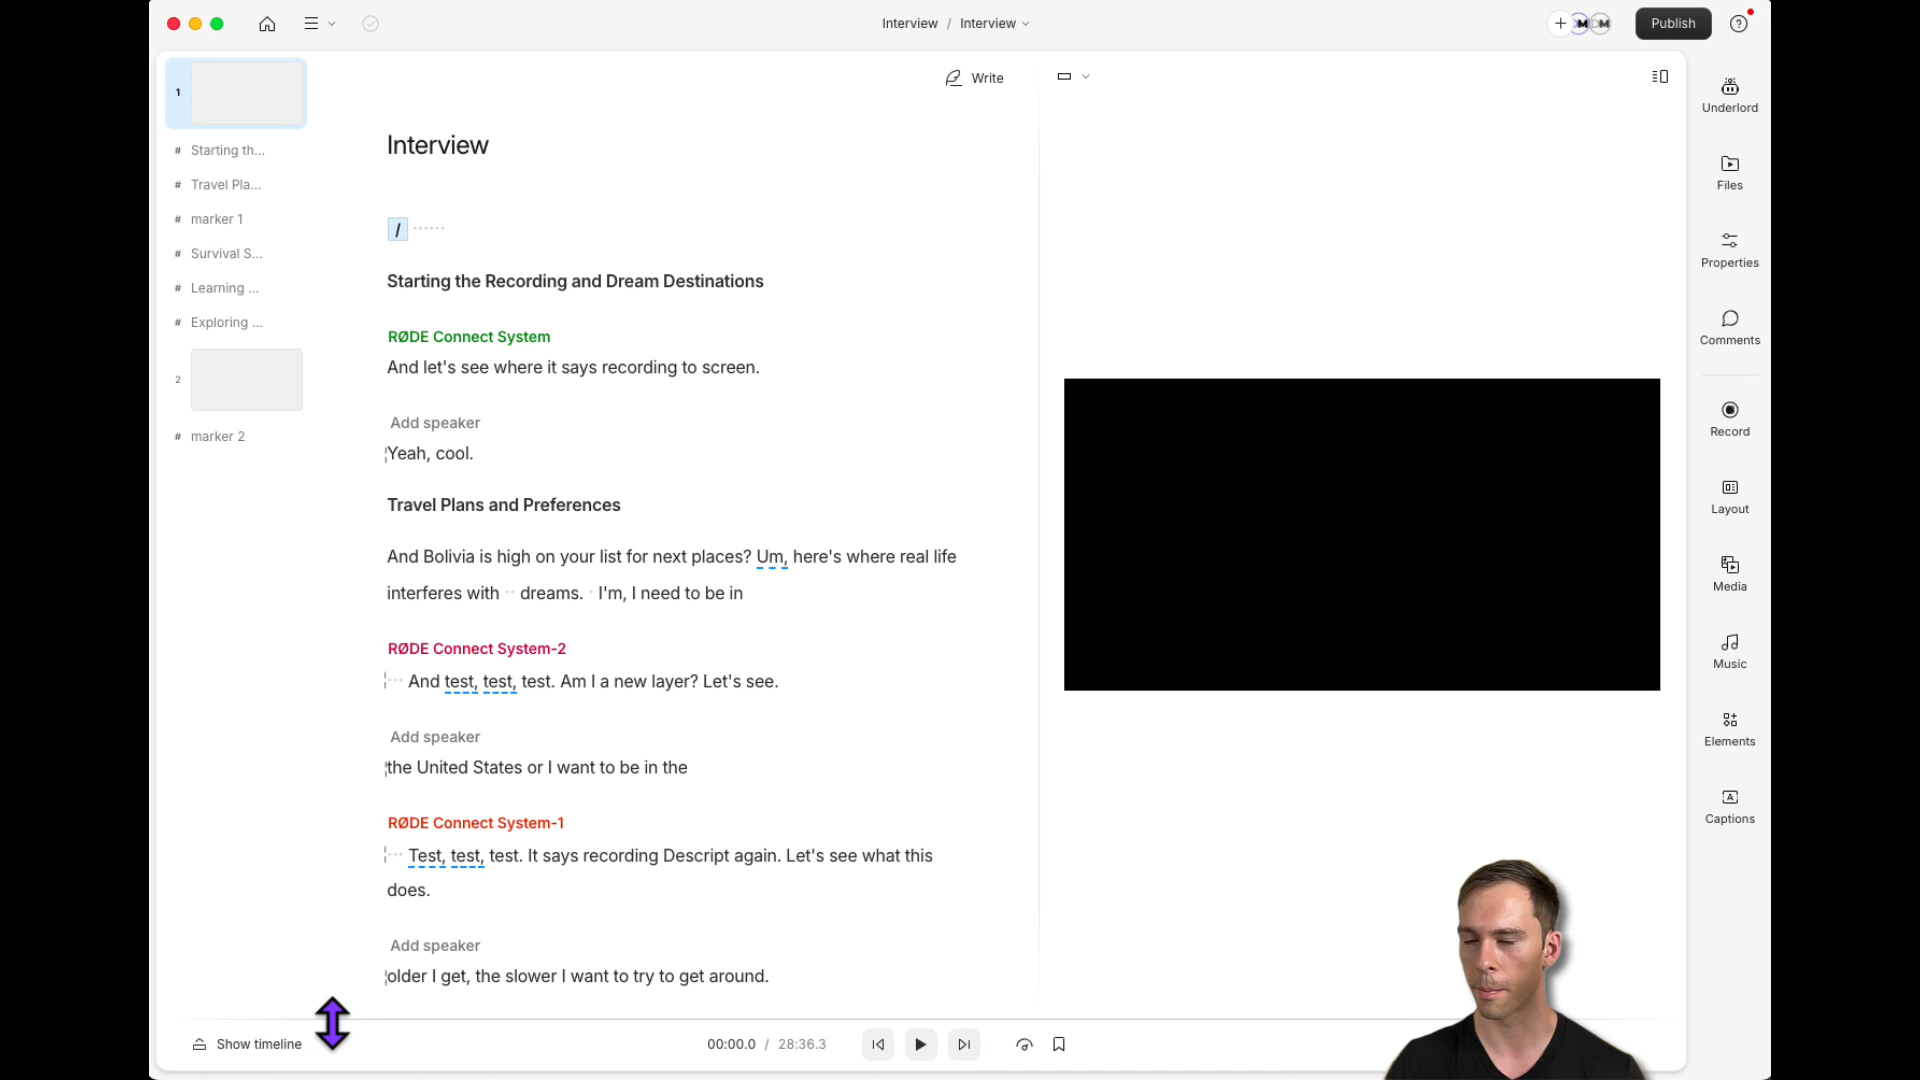 Interview / Interview
Publish
1
# Starting th...
# Travel Pla...
# marker 1
# Survival S...
# Learning ...
# Exploring ...
2
# marker 2
Write
Interview
/
Starting the Recording and Dream Destinations
RØDE Connect System
And let's see where it says recording to screen.
Add speaker
Yeah, cool.
Travel Plans and Preferences
And Bolivia is high on your list for next places? Um, here's where real life
interferes with dreams. I'm, I need to be in
RØDE Connect System-2
And test, test, test. Am I a new layer? Let's see.
Add speaker
the United States or I want to be in the
RØDE Connect System-1
Test, test, test. It says recording Descript again. Let's see what this
does.
Add speaker
older I get, the slower I want to try to get around.
Underlord
Files
Properties
Comments
Record
Layout
Media
Music
Elements
Captions
Show timeline
00:00.0 / 28:36.3